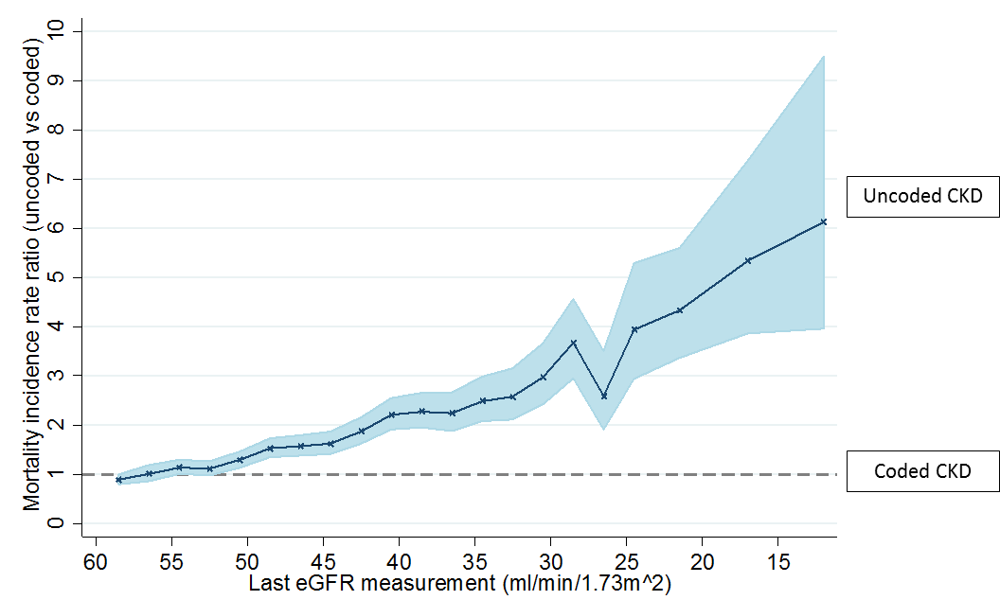 Mortality incidence rate ratio (uncoded vs coded)
10
9
8
7
6
5
4
3
2
1
0
Uncoded CKD
Coded CKD
60 55 50 45 40 35 30 25 20 15
Last eGFR measurement (ml/min/1.73m^2)